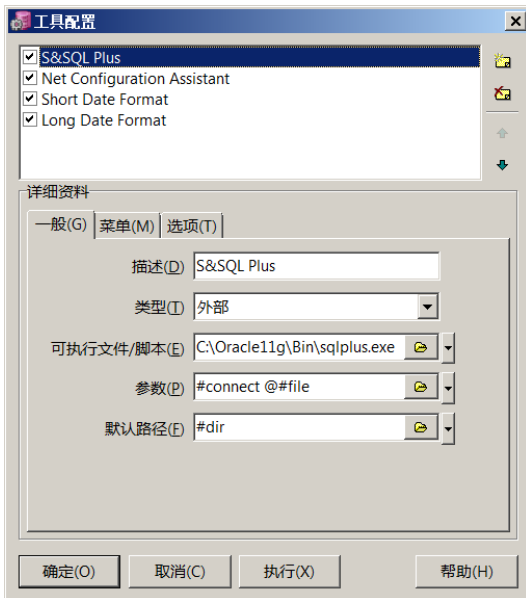 工具配置
S&SQL Plus
Net Configuration Assistant
Short Date Format
Long Date Format
详细资料
一般(G) 菜单(M) 选项(T)
描述(D) S&SQL Plus
类型(T) 外部
可执行文件/脚本(E) C:\Oracle11g\Bin\sqlplus.exe
参数(P) #connect @#file
默认路径(F) #dir
确定(O) 取消(C) 执行(X) 帮助(H)